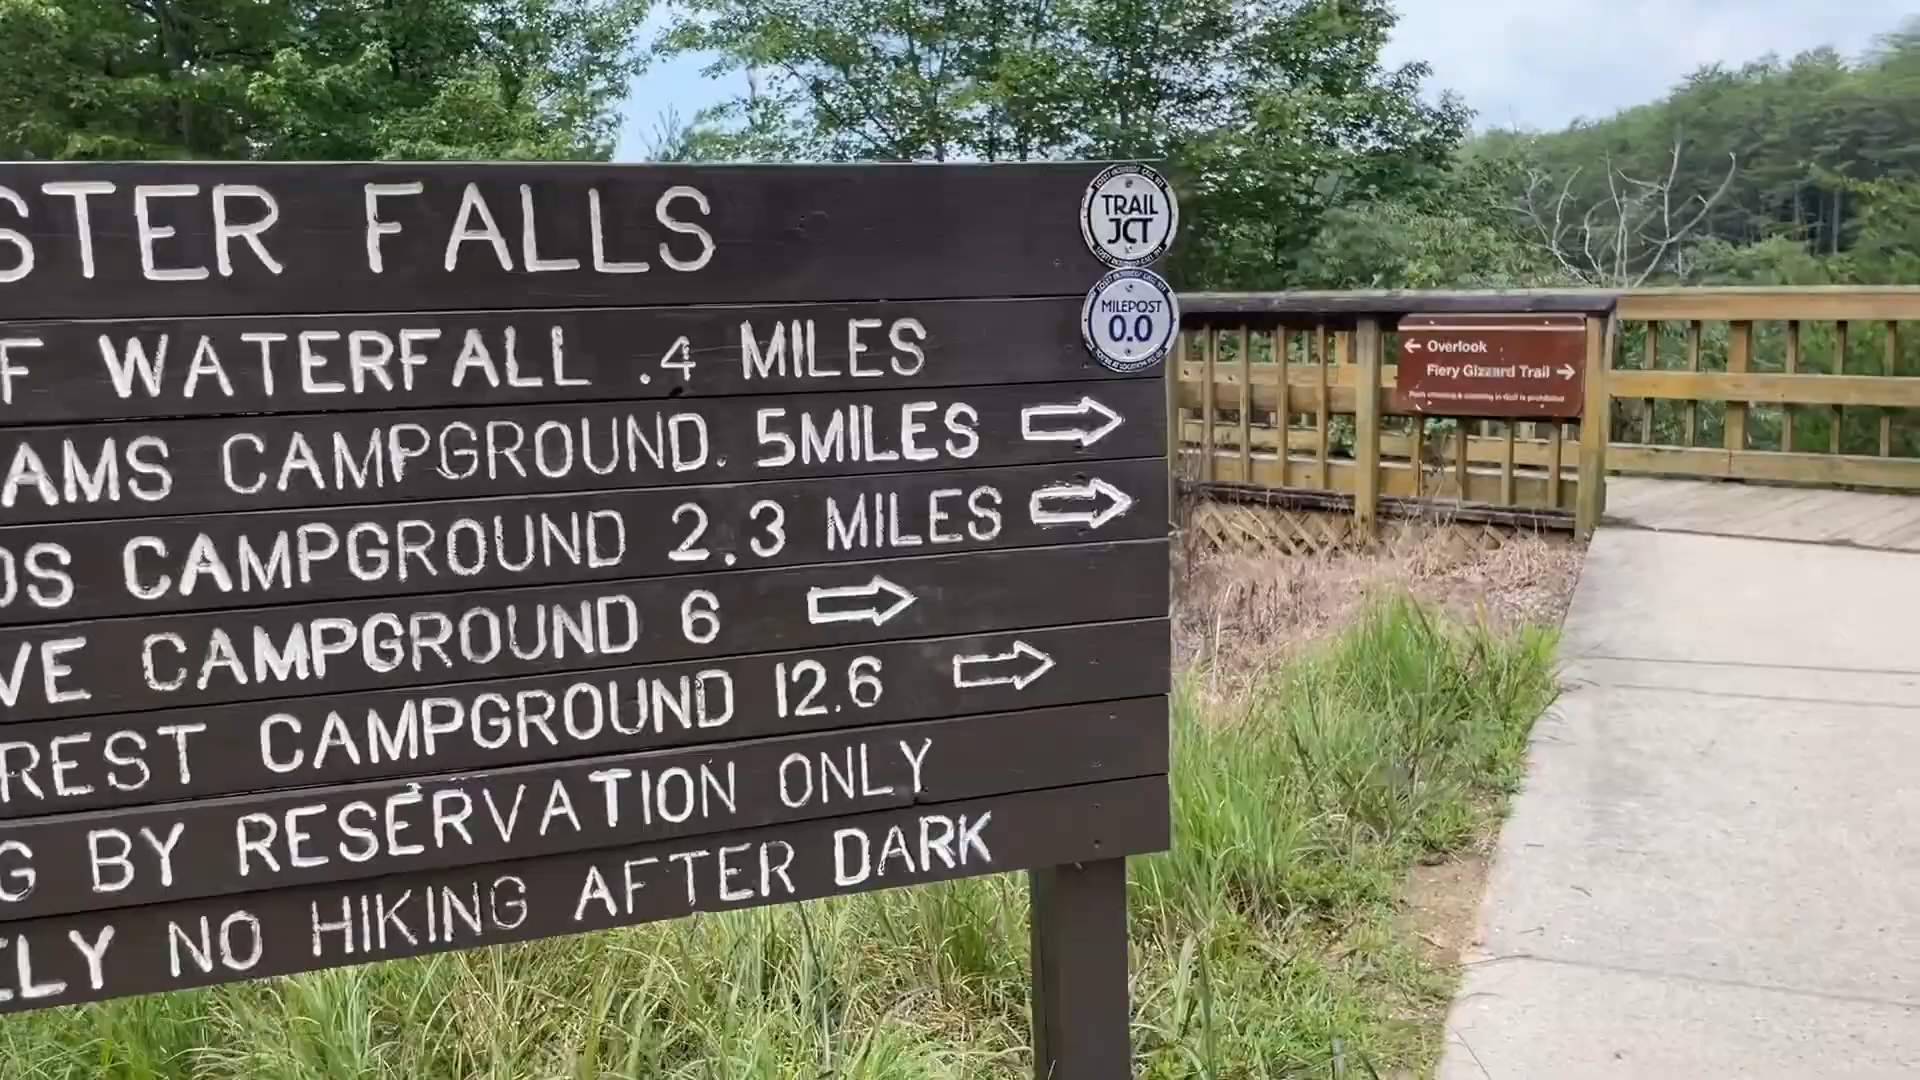 STER FALLS
F WATERFALL .4 MILES
AMS CAMPGROUND .5MILES
DS CAMPGROUND 2.3 MILES
VE CAMPGROUND 6
REST CAMPGROUND 12.6
G BY RESERVATION ONLY
ELY NO HIKING AFTER DARK
TRAIL
JCT
MILEPOST
0.0
Overlook
Fiery Gizzard Trail